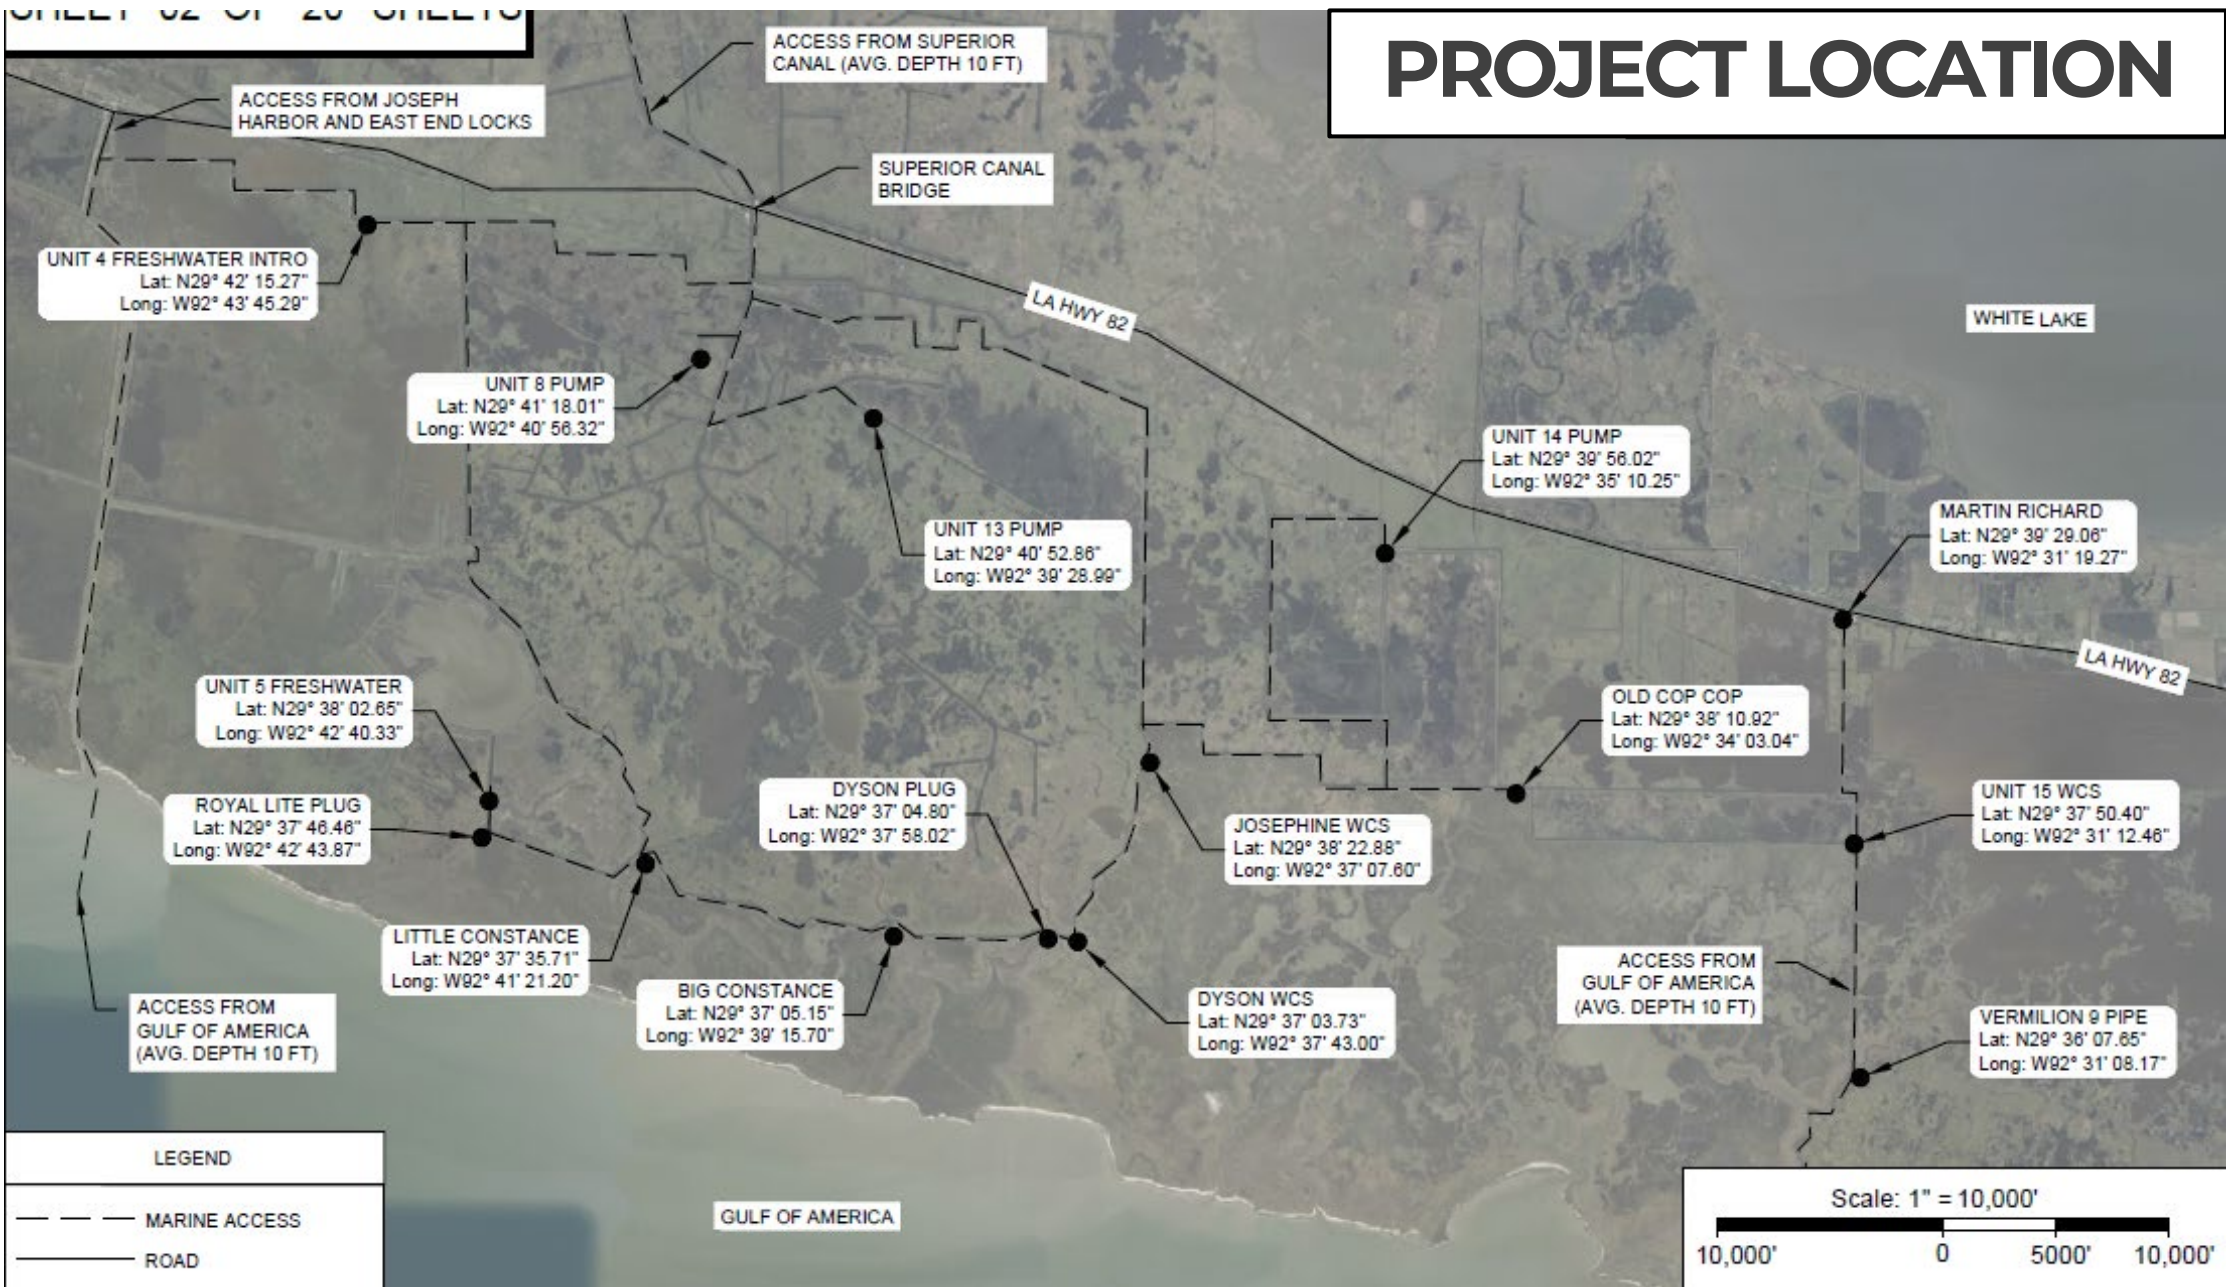 SHEET 02 OF 20 SHEETS
PROJECT LOCATION
ACCESS FROM SUPERIOR
CANAL (AVG. DEPTH 10 FT)
ACCESS FROM JOSEPH
HARBOR AND EAST END LOCKS
SUPERIOR CANAL
BRIDGE
UNIT 4 FRESHWATER INTRO
Lat: N29° 42' 15.27"
Long: W92° 43' 45.29"
LA HWY 82
WHITE LAKE
UNIT 8 PUMP
Lat: N29° 41' 18.01"
Long: W92° 40' 56.32"
UNIT 14 PUMP
Lat: N29° 39' 56.02"
Long: W92° 35' 10.25"
UNIT 13 PUMP
Lat: N29° 40' 52.86"
Long: W92° 39' 28.99"
MARTIN RICHARD
Lat: N29° 39' 29.06"
Long: W92° 31' 19.27"
LA HWY 82
UNIT 5 FRESHWATER
Lat: N29° 38' 02.65"
Long: W92° 42' 40.33"
OLD COP COP
Lat: N29° 38' 10.92"
Long: W92° 34' 03.04"
ROYAL LITE PLUG
Lat: N29° 37' 46.46"
Long: W92° 42' 43.87"
DYSON PLUG
Lat: N29° 37' 04.80"
Long: W92° 37' 58.02"
JOSEPHINE WCS
Lat: N29° 38' 22.88"
Long: W92° 37' 07.60"
UNIT 15 WCS
Lat: N29° 37' 50.40"
Long: W92° 31' 12.46"
LITTLE CONSTANCE
Lat: N29° 37' 35.71"
Long: W92° 41' 21.20"
BIG CONSTANCE
Lat: N29° 37' 05.15"
Long: W92° 39' 15.70"
DYSON WCS
Lat: N29° 37' 03.73"
Long: W92° 37' 43.00"
ACCESS FROM
GULF OF AMERICA
(AVG. DEPTH 10 FT)
ACCESS FROM
GULF OF AMERICA
(AVG. DEPTH 10 FT)
VERMILION 9 PIPE
Lat: N29° 36' 07.65"
Long: W92° 31' 08.17"
LEGEND
MARINE ACCESS
ROAD
GULF OF AMERICA
Scale: 1" = 10,000'
10,000' 0 5000' 10,000'